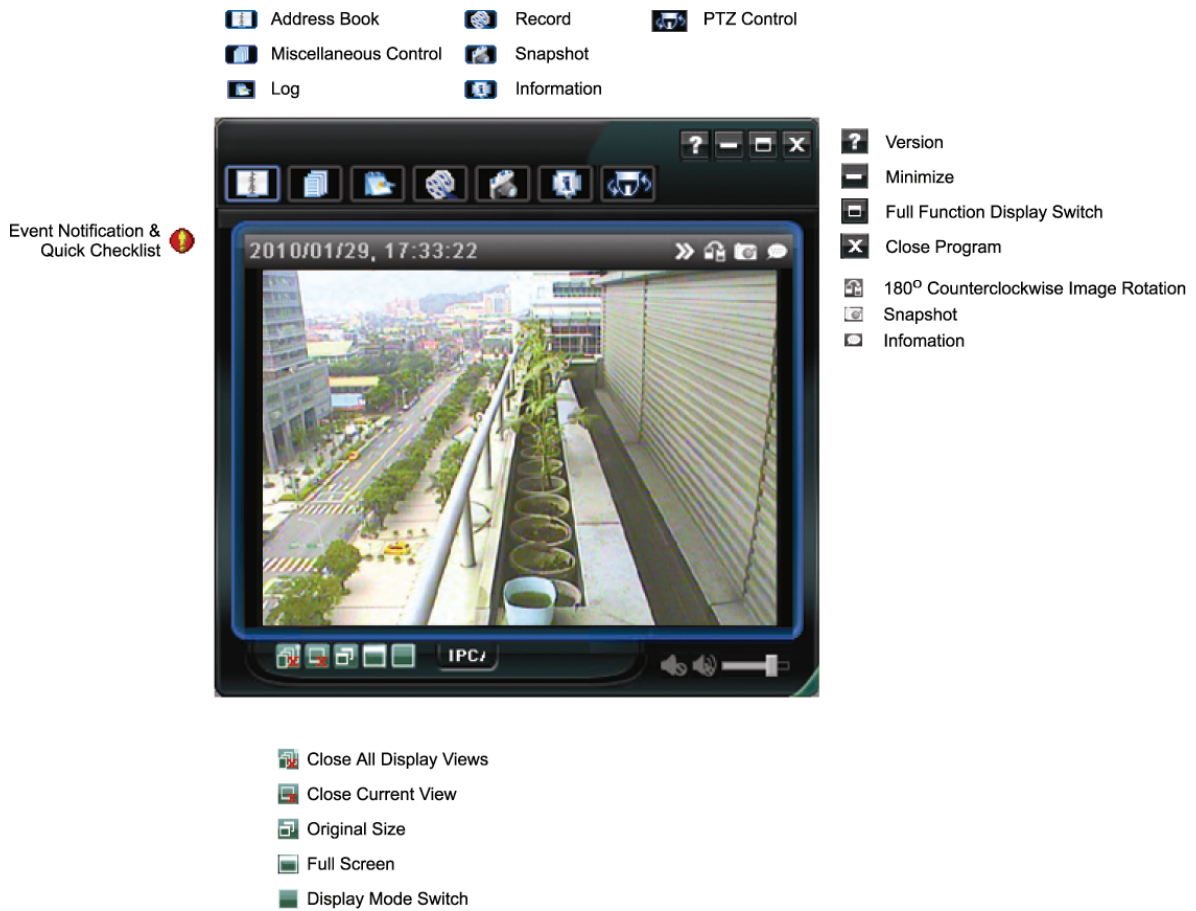 Address Book
Record
PTZ Control
Miscellaneous Control
Snapshot
Log
Information
Version
Minimize
Full Function Display Switch
Close Program
Event Notification &
Quick Checklist
2010/01/29, 17:33:22
180° Counterclockwise Image Rotation
Snapshot
Infomation
IPC
Close All Display Views
Close Current View
Original Size
Full Screen
Display Mode Switch